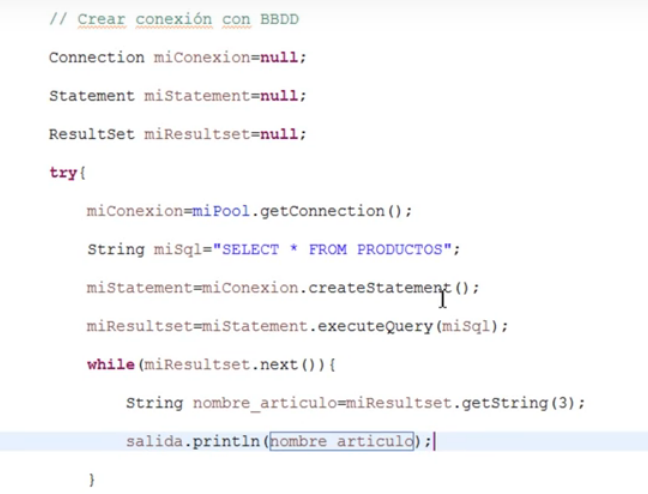 // Crear conexión con BBDD
Connection miConexion=null;
Statement miStatement=null;
ResultSet miResultset=null;
try{
miConexion=miPool.getConnection();
String miSql="SELECT * FROM PRODUCTOS";
miStatement=miConexion.createStatement();
miResultset=miStatement.executeQuery(miSql);
while(miResultset.next()){
String nombre_articulo=miResultset.getString(3);
salida.println(nombre_articulo);
}